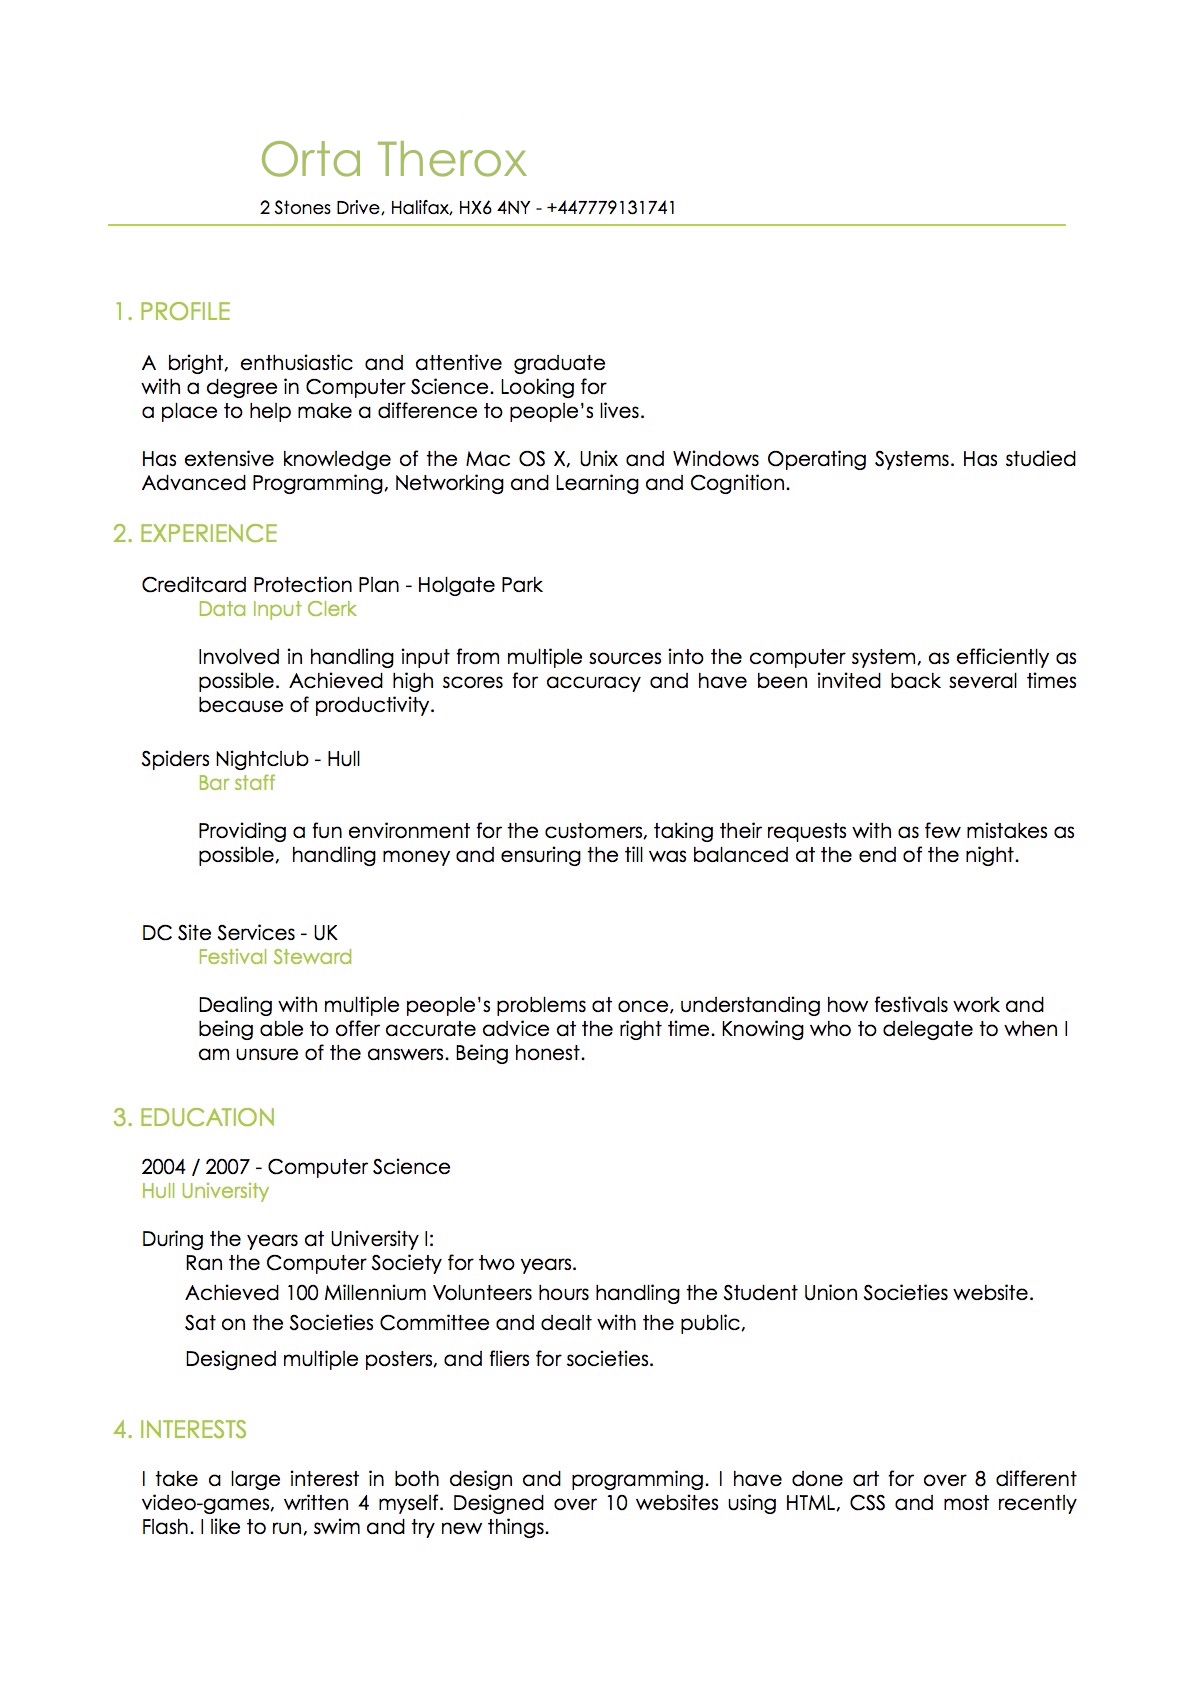 Orta Therox
2 Stones Drive, Halifax, HX6 4NY - +447779131741
1. PROFILE
A bright, enthusiastic and attentive graduate
with a degree in Computer Science. Looking for
a place to help make a difference to people's lives.
Has extensive knowledge of the Mac OS X, Unix and Windows Operating Systems. Has studied
Advanced Programming, Networking and Learning and Cognition.
2. EXPERIENCE
Creditcard Protection Plan - Holgate Park
Data Input Clerk
Involved in handling input from multiple sources into the computer system, as efficiently as
possible. Achieved high scores for accuracy and have been invited back several times
because of productivity.
Spiders Nightclub - Hull
Bar staff
Providing a fun environment for the customers, taking their requests with as few mistakes as
possible,  handling money and ensuring the till was balanced at the end of the night.
DC Site Services - UK
Festival Steward
Dealing with multiple people's problems at once, understanding how festivals work and
being able to offer accurate advice at the right time. Knowing who to delegate to when I
am unsure of the answers. Being honest.
3. EDUCATION
2004 / 2007 - Computer Science
Hull University
During the years at University I:
Ran the Computer Society for two years.
Achieved 100 Millennium Volunteers hours handling the Student Union Societies website.
Sat on the Societies Committee and dealt with the public,
Designed multiple posters, and fliers for societies.
4. INTERESTS
I take a large interest in both design and programming. I have done art for over 8 different
video-games, written 4 myself. Designed over 10 websites using HTML, CSS and most recently
Flash. I like to run, swim and try new things.